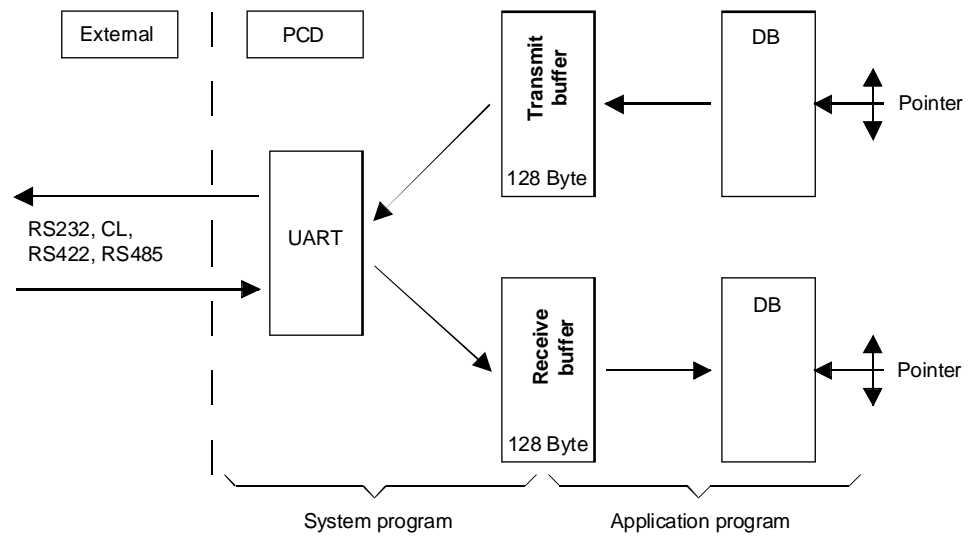 External
PCD
DB
Transmit
buffer
128 Byte
Pointer
UART
RS232, CL,
RS422, RS485
DB
Receive
buffer
128 Byte
Pointer
System program
Application program